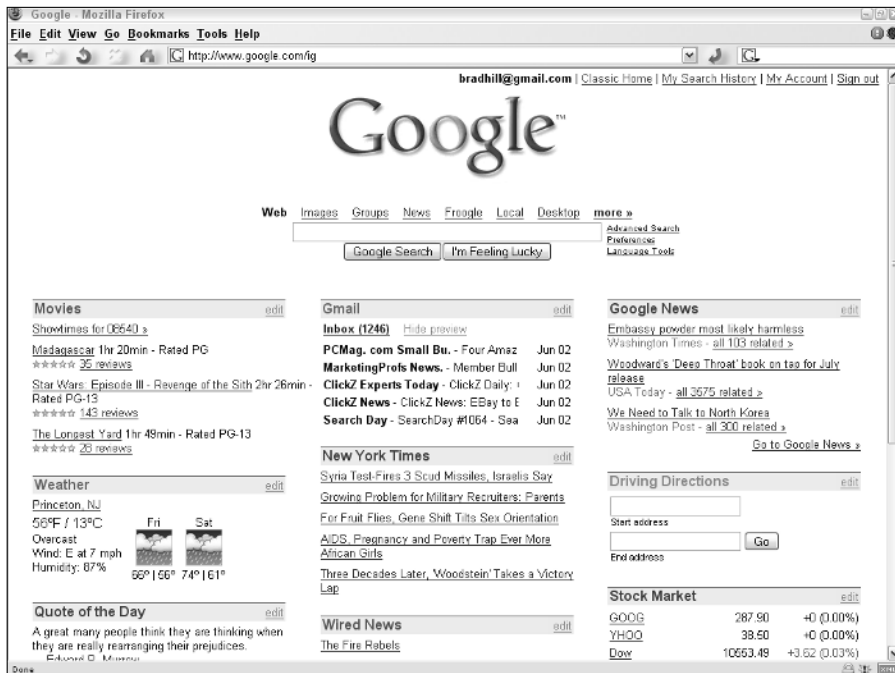 Google - Mozilla Firefox
File Edit View Go Bookmarks Tools Help
http://www.google.com/ig
bradhill@gmail.com | Classic Home | My Search History | My Account | Sign out
Google™
Web Images Groups News Froogle Local Desktop more »
Advanced Search
Preferences
Language Tools
Google Search I'm Feeling Lucky
Movies edit
Showtimes for 08540 »
Madagascar 1hr 20min - Rated PG
35 reviews
Star Wars: Episode III - Revenge of the Sith 2hr 26min -
Rated PG-13
143 reviews
The Longest Yard 1hr 49min - Rated PG-13
28 reviews
Weather edit
Princeton, NJ
56°F / 13°C
Overcast
Wind: E at 7 mph
Humidity: 87%
Fri Sat
66° | 56° 74° | 61°
Quote of the Day edit
A great many people think they are thinking when
they are really rearranging their prejudices.
- Edward R. Murrow
Gmail edit
Inbox (1246) Hide preview
PCMag. com Small Bu. - Four Amaz Jun 02
MarketingProfs News. - Member Bull Jun 02
ClickZ Experts Today - ClickZ Daily: Jun 02
ClickZ News - ClickZ News: EBay to E Jun 02
Search Day - SearchDay #1064 - Sea Jun 02
New York Times edit
Syria Test-Fires 3 Scud Missiles, Israelis Say
Growing Problem for Military Recruiters: Parents
For Fruit Flies, Gene Shift Tilts Sex Orientation
AIDS, Pregnancy and Poverty Trap Ever More
African Girls
Three Decades Later, 'Woodstein' Takes a Victory
Lap
Wired News edit
The Fire Rebels
Google News edit
Embassy powder most likely harmless
Washington Times - all 103 related »
Woodward's 'Deep Throat' book on tap for July
release
USA Today - all 3575 related »
We Need to Talk to North Korea
Washington Post - all 300 related »
Go to Google News »
Driving Directions edit
Start address
Go
End address
Stock Market edit
GOOG 287.90 +0 (0.00%)
YHOO 38.50 +0 (0.00%)
Dow 10553.49 +3.62 (0.03%)
Done